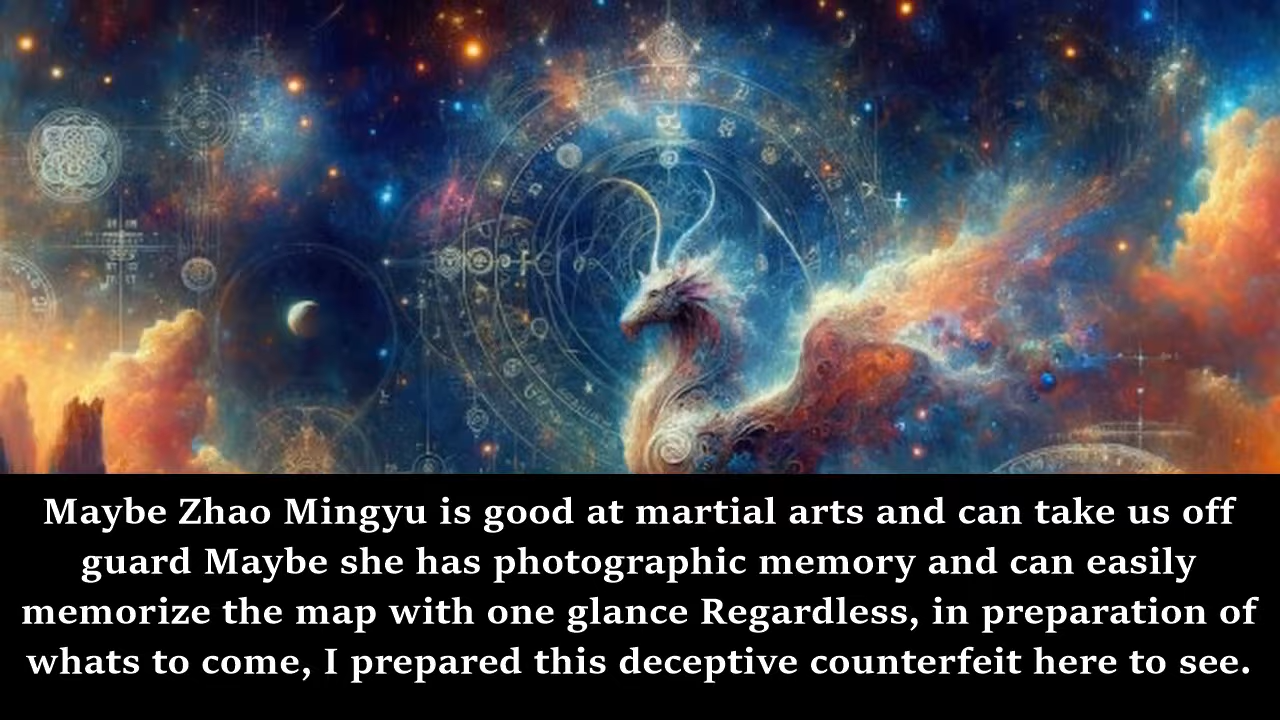 Maybe Zhao Mingyu is good at martial arts and can take us off
guard Maybe she has photographic memory and can easily
memorize the map with one glance Regardless, in preparation of
whats to come, I prepared this deceptive counterfeit here to see.